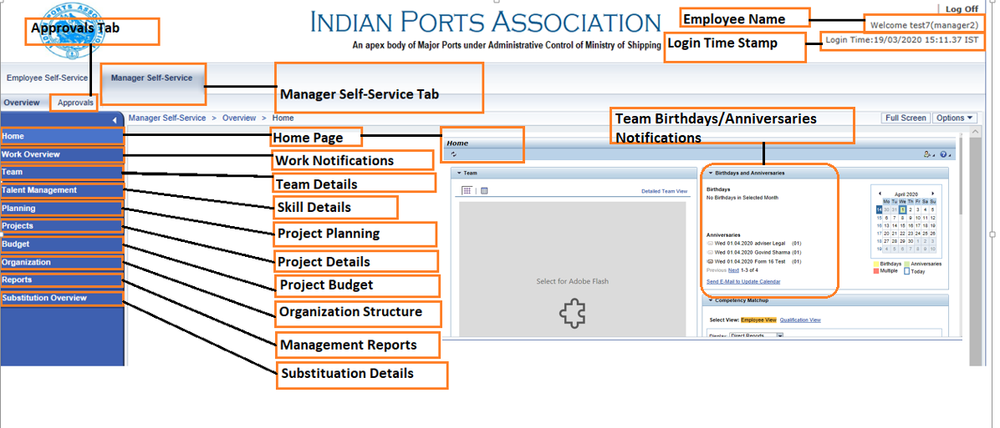 INDIAN PORTS ASSOCIATION
An apex body of Major Ports under Administrative Control of Ministry of Shipping
Approvals Tab
Employee Name
Login Time Stamp
Log Off
Welcome test7(manager2)
Login Time:19/03/2020 15:11.37 IST
Employee Self-Service
Manager Self-Service
Manager Self-Service Tab
Overview
Approvals
Manager Self-Service > Overview > Home
Full Screen
Options
Team Birthdays/Anniversaries
Notifications
Home
Work Overview
Team
Talent Management
Planning
Projects
Budget
Organization
Reports
Substitution Overview
Home Page
Work Notifications
Team Details
Skill Details
Project Planning
Project Details
Project Budget
Organization Structure
Management Reports
Substituation Details
Home
Team
Detailed Team View
Select for Adobe Flash
Birthdays and Anniversaries
Birthdays
No Birthdays in Selected Month
Anniversaries
Wed 01.04.2020 adviser Legal (01)
Wed 01.04.2020 Govind Sharma (01)
Wed 01.04.2020 Form 16 Test (01)
Previous Next 1-3 of 4
Send E-Mail to Update Calendar
April 2020
Mo Tu We Th Fr Sa Su
14 30 31 1 2 3 4 5
15 6 7 8 9 10 11 12
16 13 14 15 16 17 18 19
17 20 21 22 23 24 25 26
18 27 28 29 30 1 2 3
19 4 5 6 7 8 9 10
Birthdays Anniversaries
Multiple Today
Competency Matchup
Select View: Employee View Qualification View
Display: Direct Reports